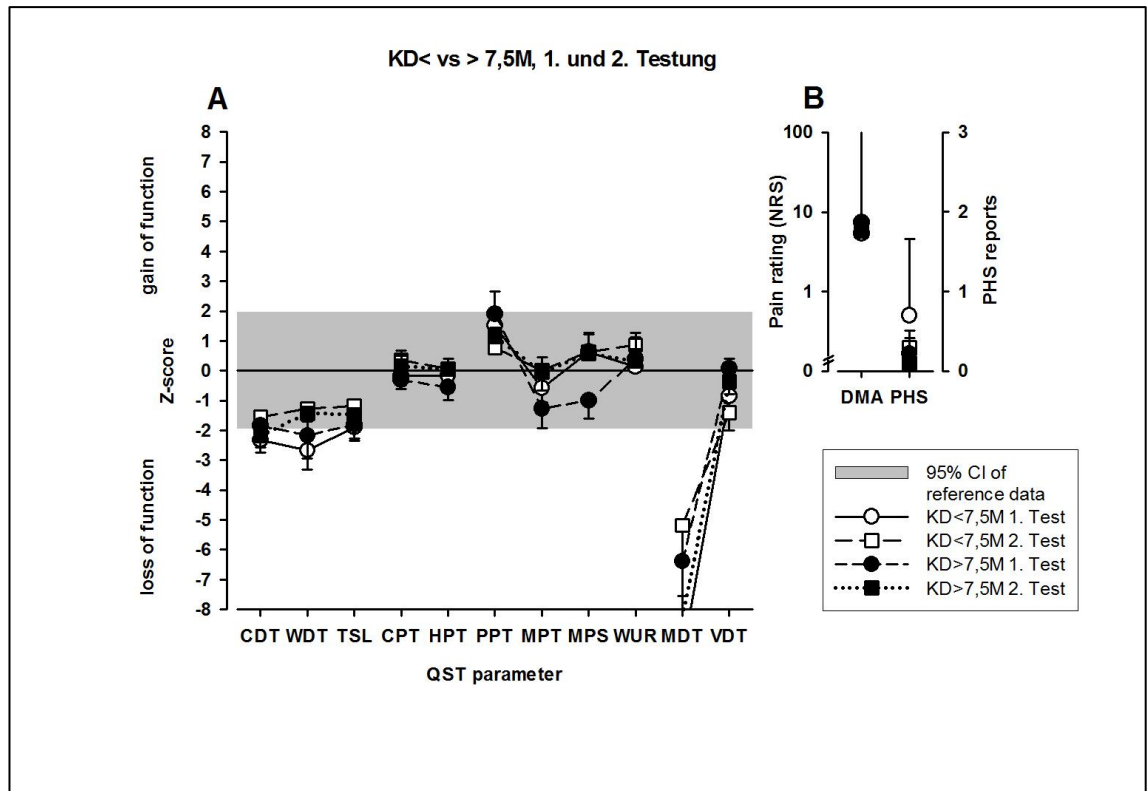 KD< vs > 7,5M, 1. und 2. Testung
A
gain of function
Z-score
loss of function
8
7
6
5
4
3
2
1
0
-1
-2
-3
-4
-5
-6
-7
-8
CDT WDT TSL CPT HPT PPT MPT MPS WUR MDT VDT
QST parameter
B
Pain rating (NRS)
100
10
1
0
3
2
1
0
PHS reports
DMA PHS
95% CI of
reference data
KD<7,5M 1. Test
KD<7,5M 2. Test
KD>7,5M 1. Test
KD>7,5M 2. Test